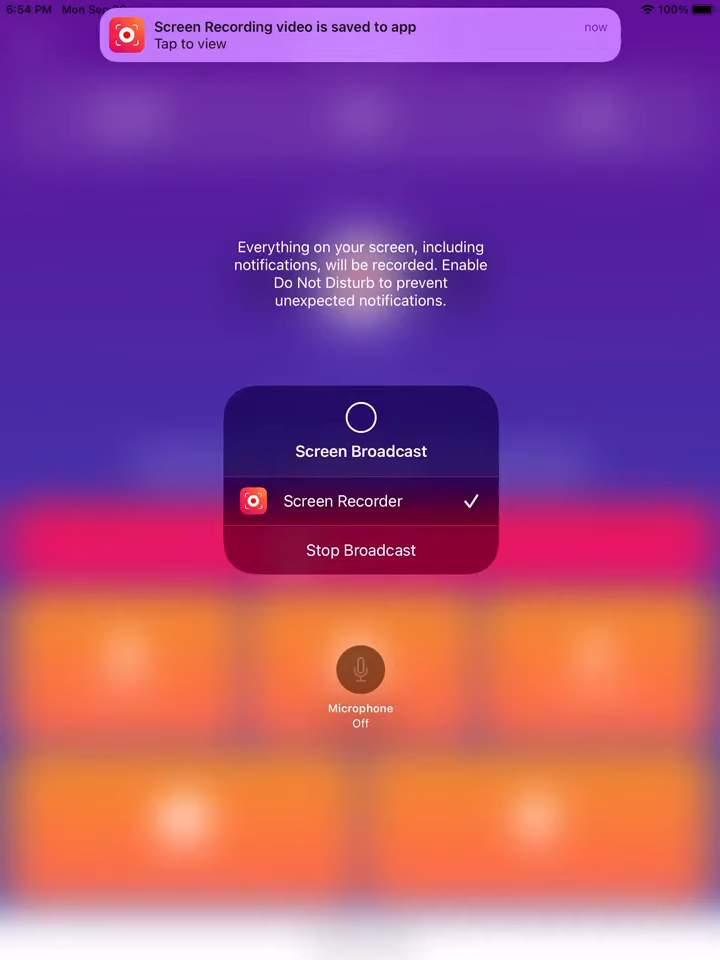 6:54 PM Mon Sep
100%
Screen Recording video is saved to app
now
Tap to view
Everything on your screen, including
notifications, will be recorded. Enable
Do Not Disturb to prevent
unexpected notifications.
Screen Broadcast
Screen Recorder
Stop Broadcast
Microphone
Off